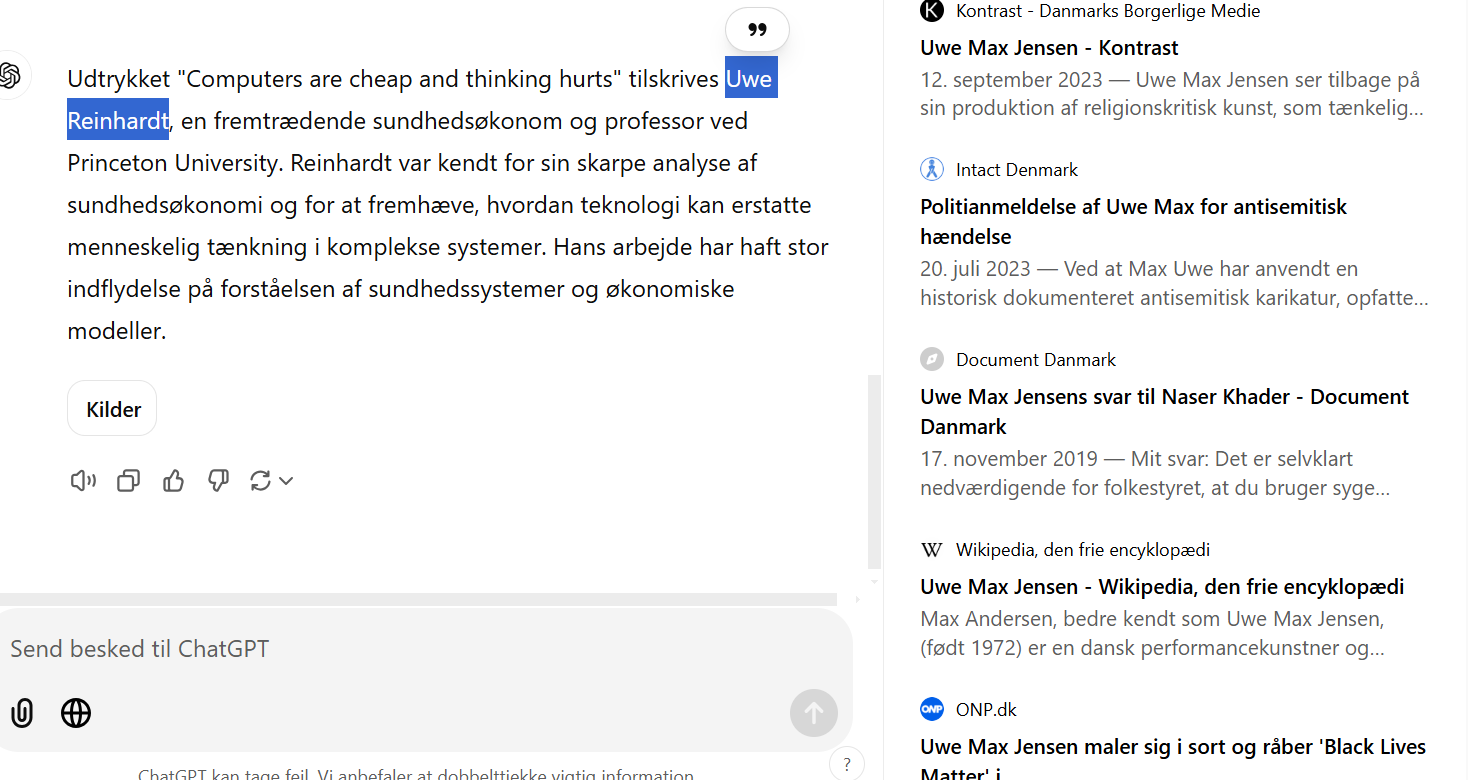 Udtrykket "Computers are cheap and thinking hurts" tilskrives Uwe
Reinhardt, en fremtrædende sundhedsøkonom og professor ved
Princeton University. Reinhardt var kendt for sin skarpe analyse af
sundhedsøkonomi og for at fremhæve, hvordan teknologi kan erstatte
menneskelig tænkning i komplekse systemer. Hans arbejde har haft stor
indflydelse på forståelsen af sundhedssystemer og økonomiske
modeller.
Kilder
Send besked til ChatGPT
ChatGPT kan tage fejl. Vi anbefaler at dobbelttjekke vigtig information.
?
K
Kontrast - Danmarks Borgerlige Medie
Uwe Max Jensen - Kontrast
12. september 2023 — Uwe Max Jensen ser tilbage på
sin produktion af religionskritisk kunst, som tænkelig...
Intact Denmark
Politianmeldelse af Uwe Max for antisemitisk
hændelse
20. juli 2023 — Ved at Max Uwe har anvendt en
historisk dokumenteret antisemitisk karikatur, opfatte...
Document Danmark
Uwe Max Jensens svar til Naser Khader - Document
Danmark
17. november 2019 — Mit svar: Det er selvklart
nedværdigende for folkestyret, at du bruger syge...
W
Wikipedia, den frie encyklopædi
Uwe Max Jensen - Wikipedia, den frie encyklopædi
Max Andersen, bedre kendt som Uwe Max Jensen,
(født 1972) er en dansk performancekunstner og...
ONP
ONP.dk
Uwe Max Jensen maler sig i sort og råber 'Black Lives
Matter' i